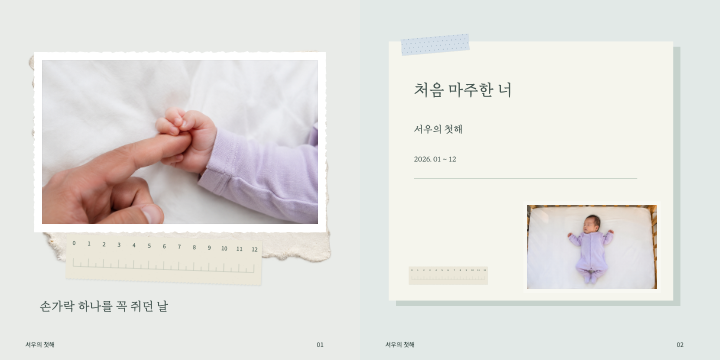 0 1 2 3 4 5 6 7 8 9 10 11 12
손가락 하나를 꼭 쥐던 날
서우의 첫해
01
처음 마주한 너
서우의 첫해
2026. 01 ~ 12
서우의 첫해
02